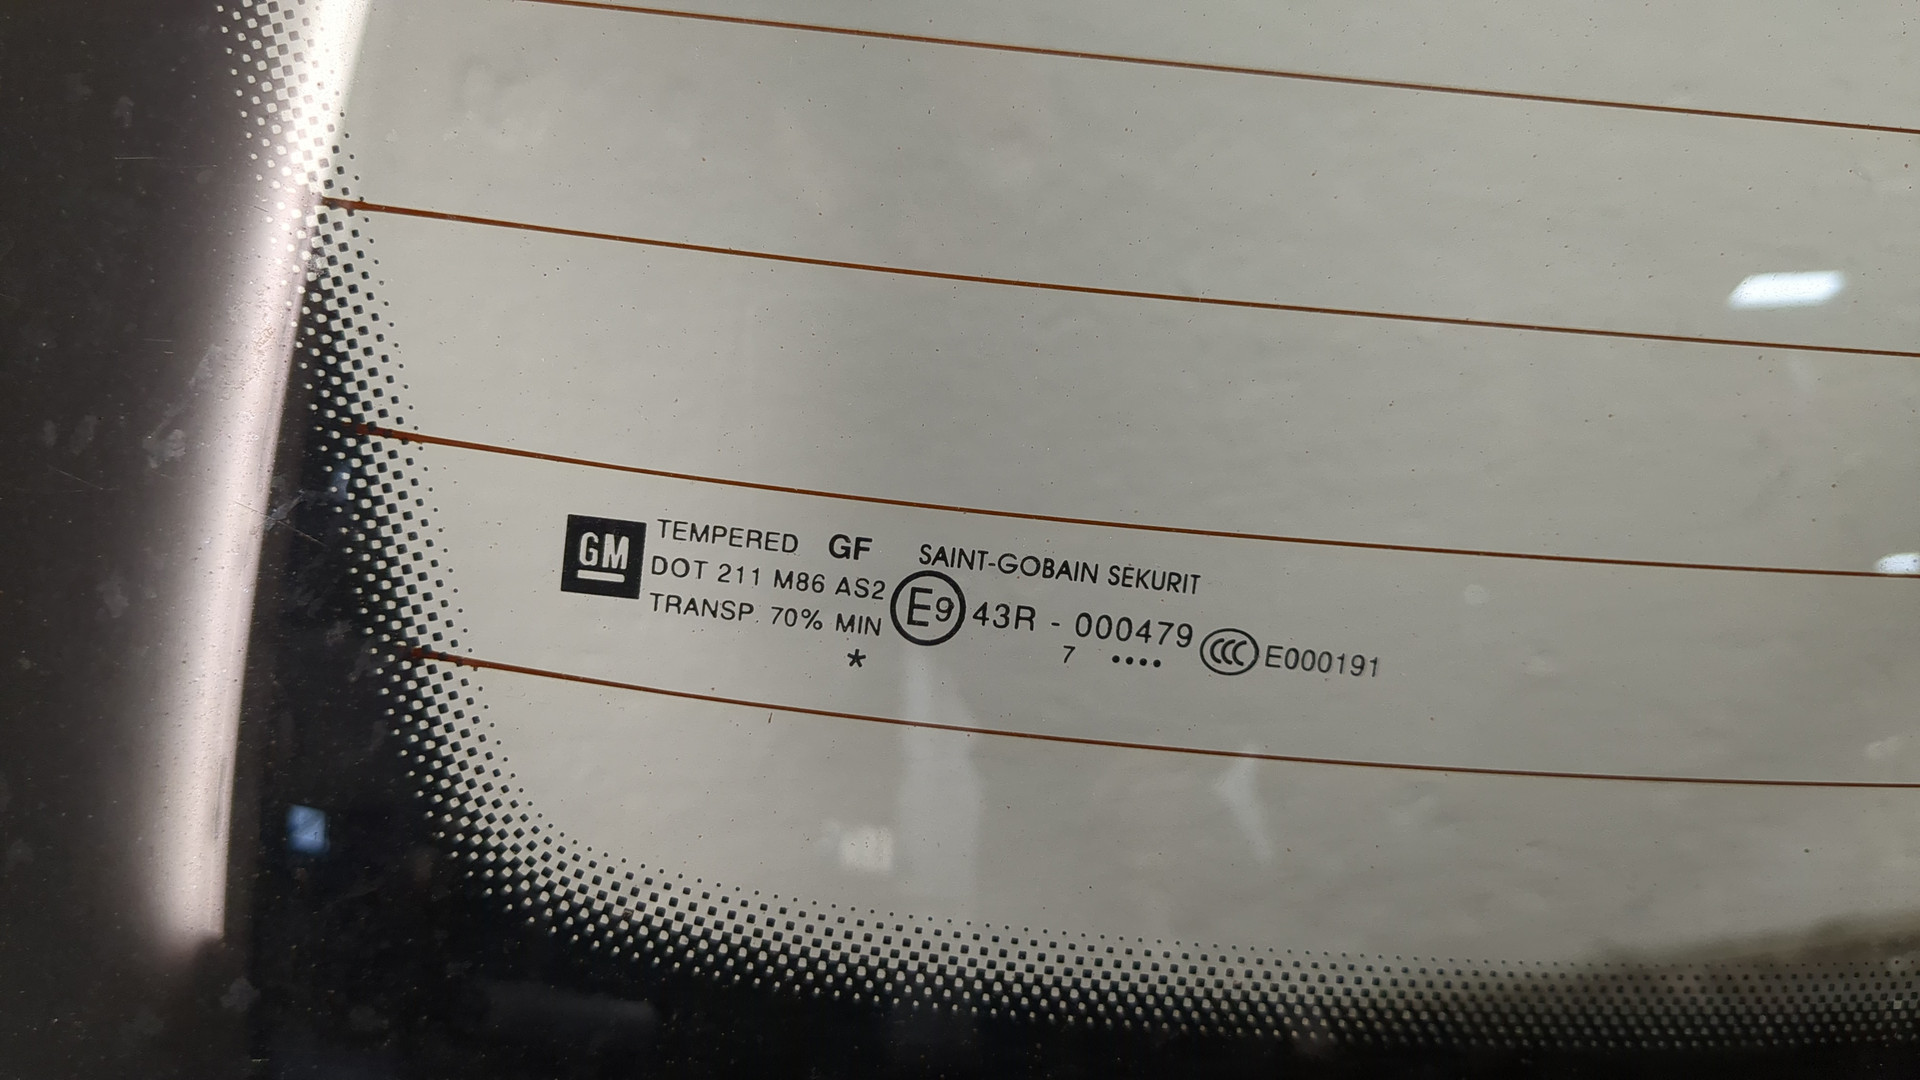 GM
TEMPERED GF SAINT-GOBAIN SEKURIT
DOT 211 M86 AS2
TRANSP. 70% MIN E9 43R - 000479 CCC E000191
* 7 ••••